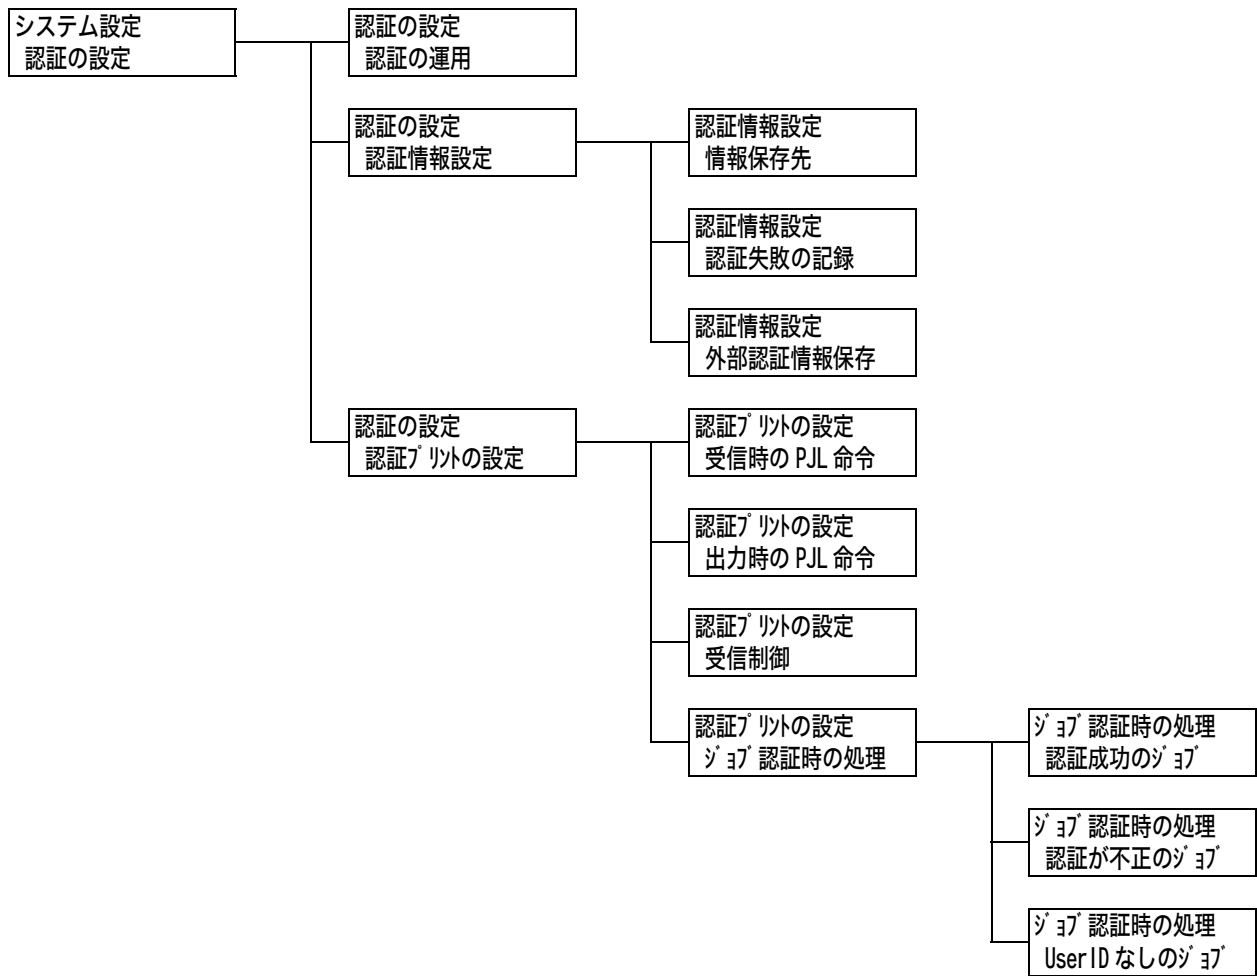 システム設定
認証の設定
認証の設定
認証の運用
認証の設定
認証情報設定
認証情報設定
情報保存先
認証情報設定
認証失敗の記録
認証情報設定
外部認証情報保存
認証の設定
認証ﾌﾟﾘﾝﾄの設定
認証ﾌﾟﾘﾝﾄの設定
受信時の PJL 命令
認証ﾌﾟﾘﾝﾄの設定
出力時の PJL 命令
認証ﾌﾟﾘﾝﾄの設定
受信制御
認証ﾌﾟﾘﾝﾄの設定
ｼﾞｮﾌﾞ認証時の処理
ｼﾞｮﾌﾞ認証時の処理
認証成功のｼﾞｮﾌﾞ
ｼﾞｮﾌﾞ認証時の処理
認証が不正のｼﾞｮﾌﾞ
ｼﾞｮﾌﾞ認証時の処理
UserID なしのｼﾞｮﾌﾞ